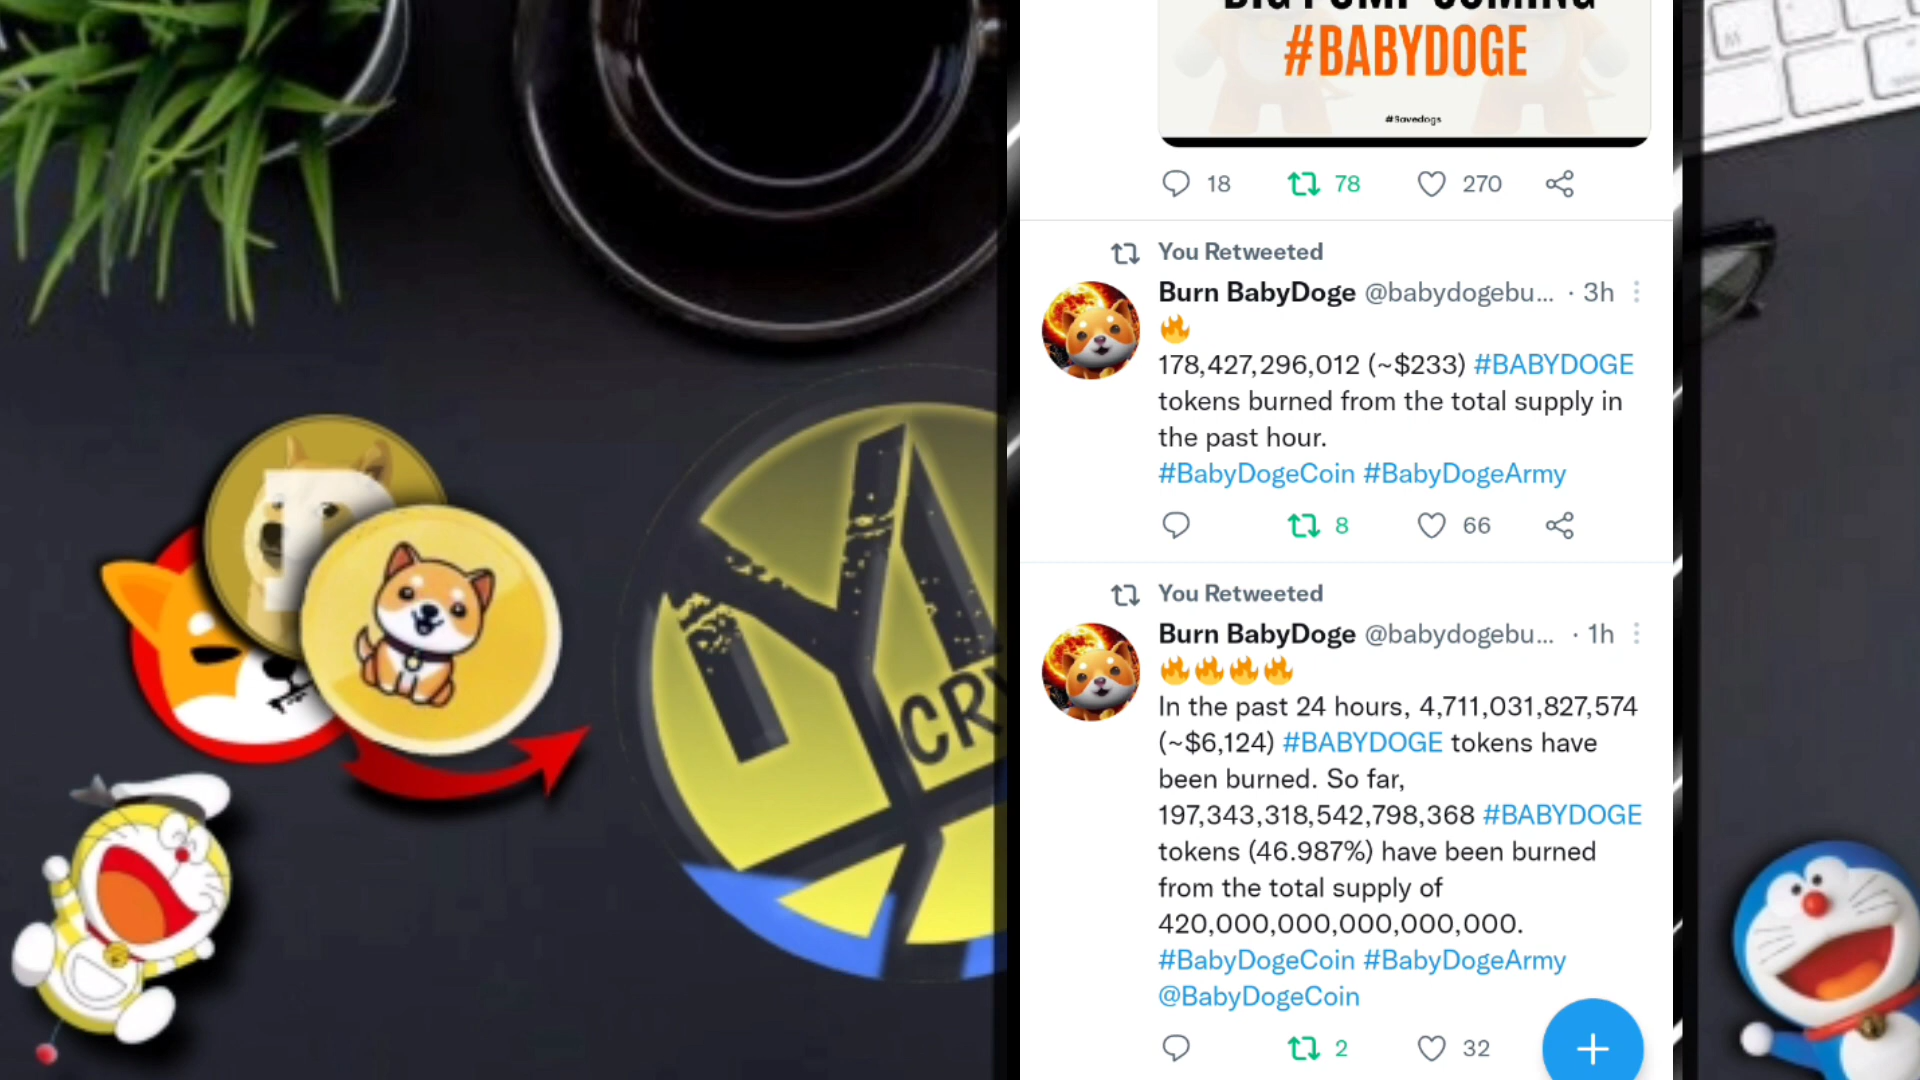 #BABYDOGE
#Savedogs
18 78 270
You Retweeted
Burn BabyDoge @babydogebu... · 3h
🔥
178,427,296,012 (~$233) #BABYDOGE
tokens burned from the total supply in
the past hour.
#BabyDogeCoin #BabyDogeArmy
8 66
You Retweeted
Burn BabyDoge @babydogebu... · 1h
🔥🔥🔥🔥
In the past 24 hours, 4,711,031,827,574
(~$6,124) #BABYDOGE tokens have
been burned. So far,
197,343,318,542,798,368 #BABYDOGE
tokens (46.987%) have been burned
from the total supply of
420,000,000,000,000,000.
#BabyDogeCoin #BabyDogeArmy
@BabyDogeCoin
2 32